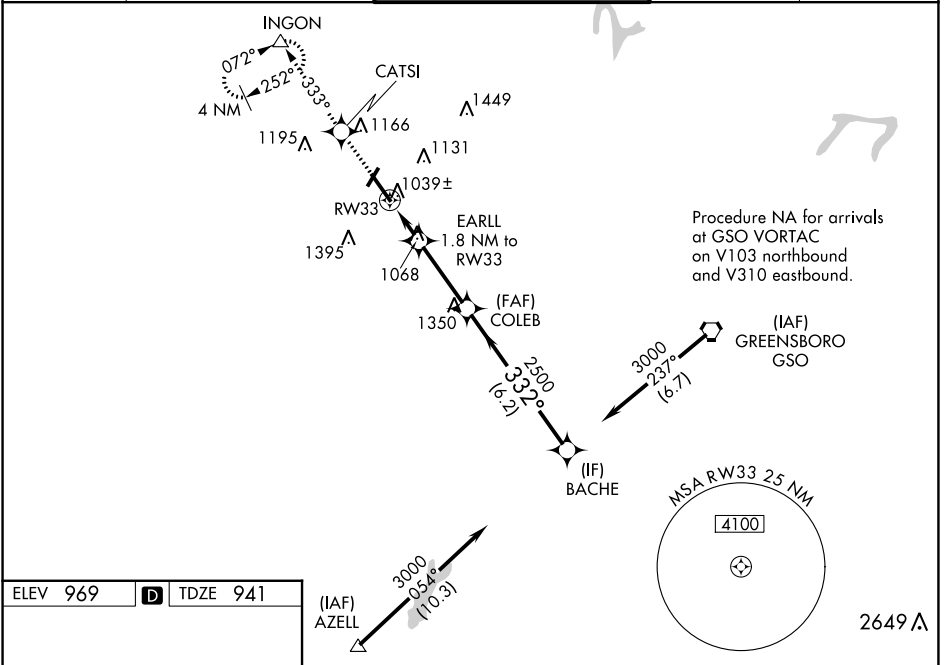 INGON
072°
252°
333°
4 NM
CATSI
1449
1195
1166
1131
1039±
RW33
EARLL
1.8 NM to
RW33
1395
1068
Procedure NA for arrivals
at GSO VORTAC
on V103 northbound
and V310 eastbound.
(FAF)
COLEB
1350
(IAF)
GREENSBORO
GSO
3000
237°
(6.7)
2500
332°
(6.2)
(IF)
BACHE
MSA RW33 25 NM
4100
3000
054°
(10.3)
(IAF)
AZELL
2649
ELEV 969 D TDZE 941